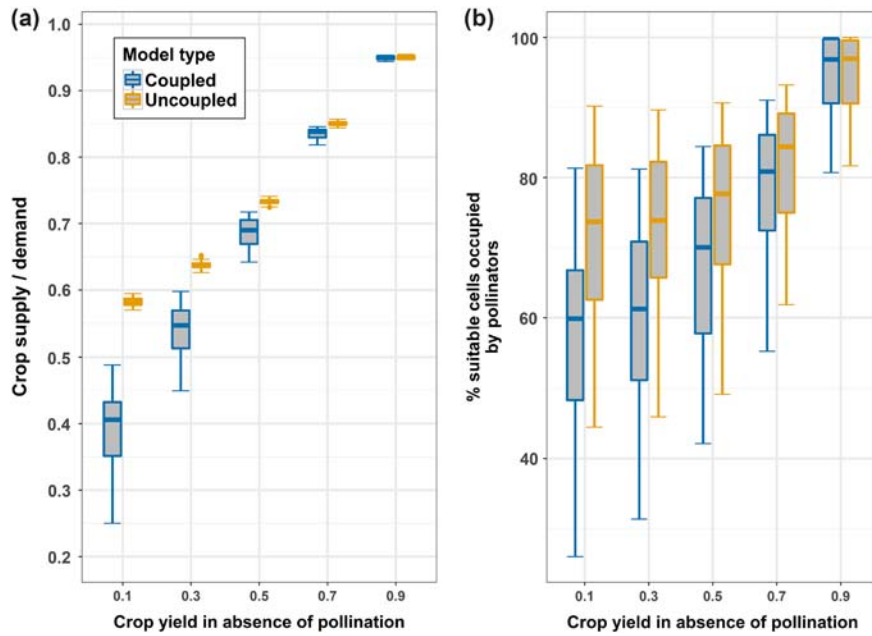 (a)
Model type
Coupled
Uncoupled
Crop supply / demand
1.0
0.9
0.8
0.7
0.6
0.5
0.4
0.3
0.2
0.1
0.3
0.5
0.7
0.9
Crop yield in absence of pollination
(b)
% suitable cells occupied
by pollinators
100
80
60
40
0.1
0.3
0.5
0.7
0.9
Crop yield in absence of pollination